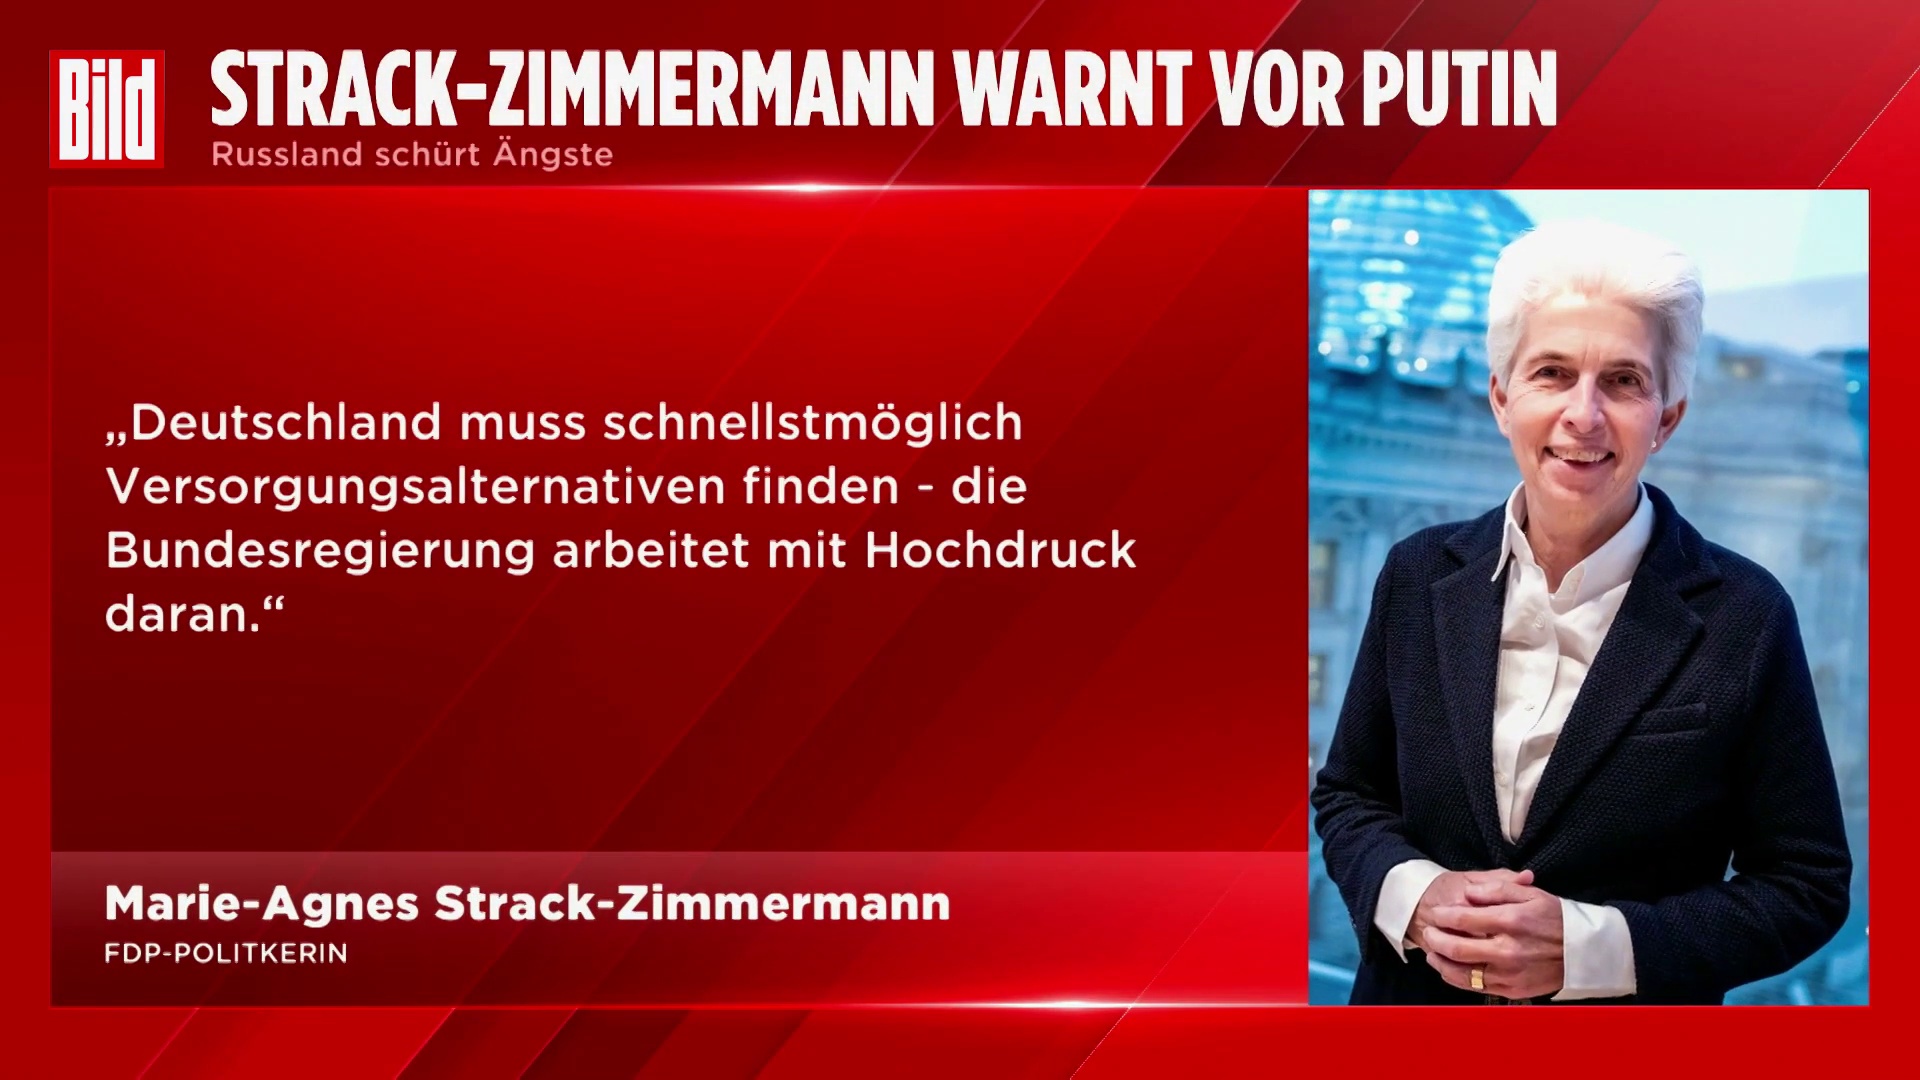 Bild
STRACK-ZIMMERMANN WARNT VOR PUTIN
Russland schürt Ängste
„Deutschland muss schnellstmöglich
Versorgungsalternativen finden - die
Bundesregierung arbeitet mit Hochdruck
daran.“
Marie-Agnes Strack-Zimmermann
FDP-POLITKERIN